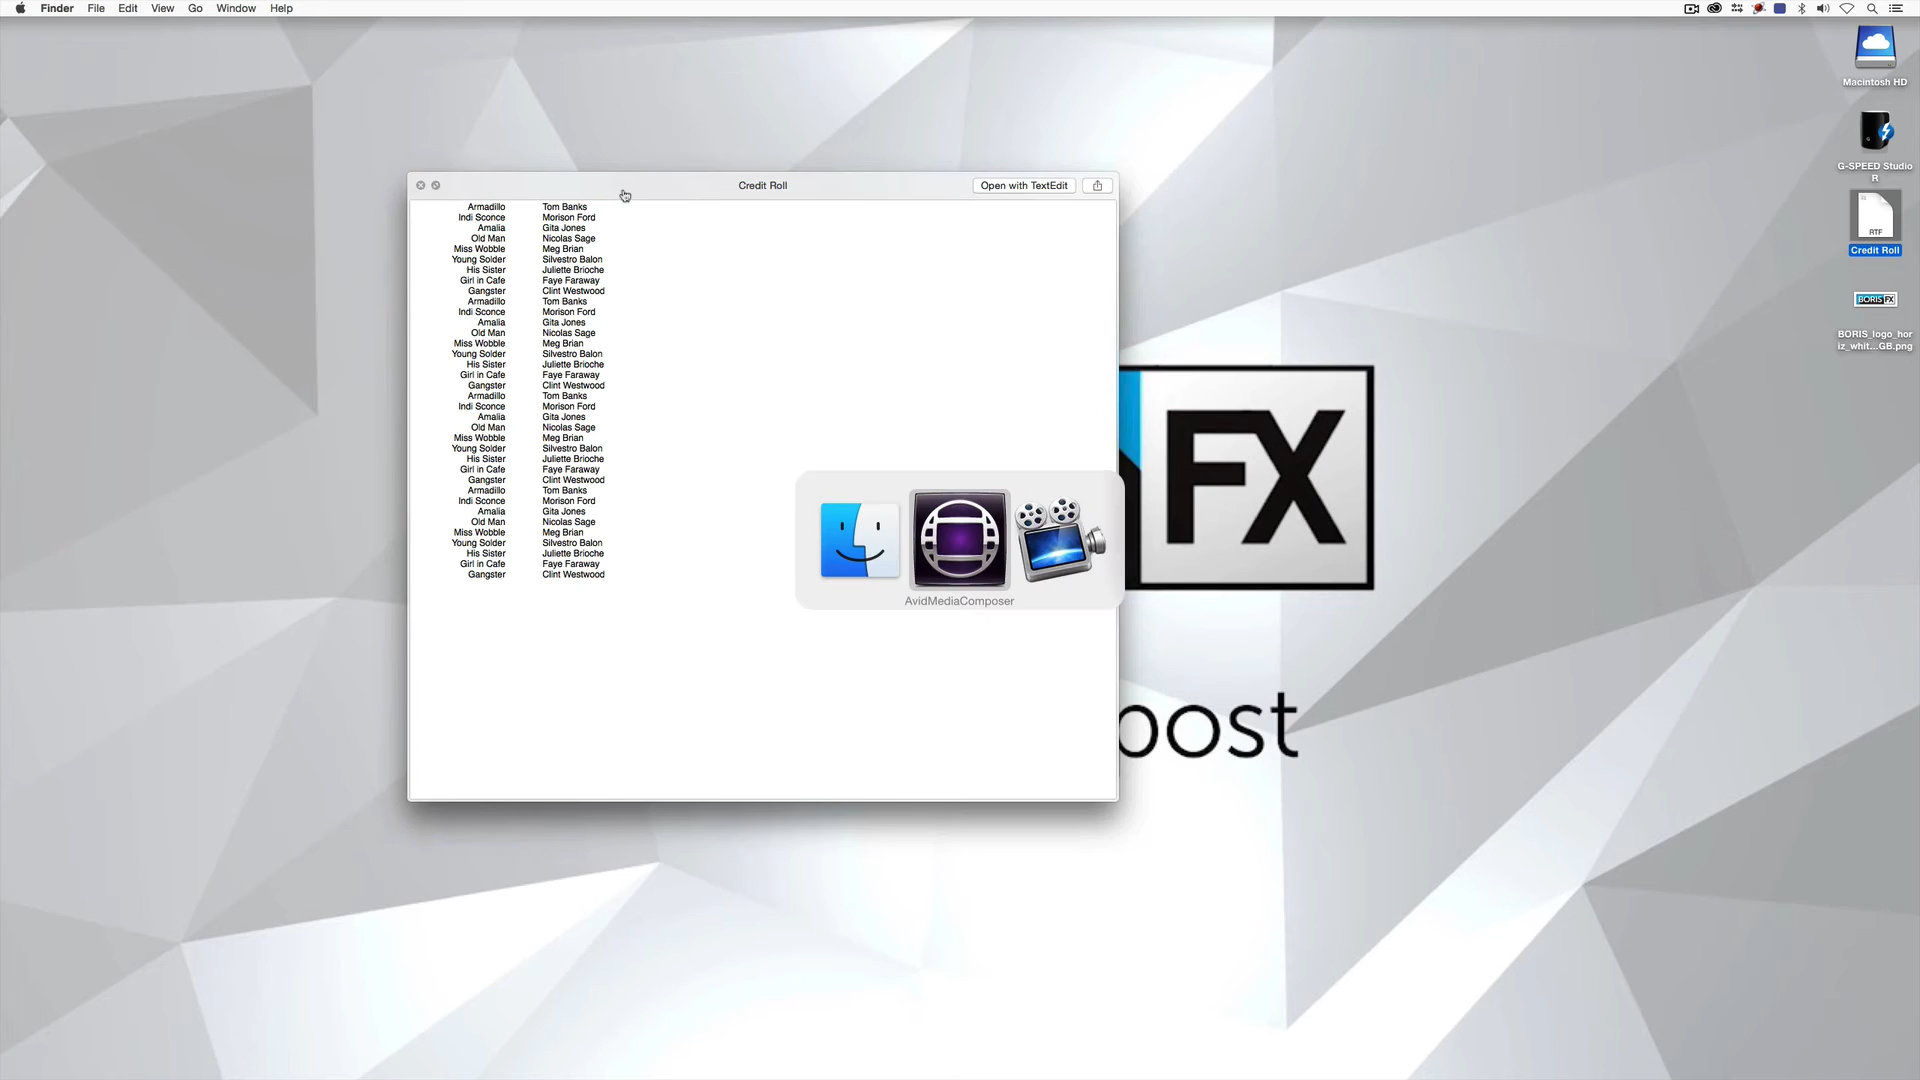 Finder File Edit View Go Window Help
Macintosh HD
G-SPEED Studio
R
RTF
Credit Roll
BORIS FX
BORIS_logo_hor
iz_whit...GB.png
Credit Roll
Open with TextEdit
Armadillo Tom Banks
Indi Sconce Morison Ford
Amalia Gita Jones
Old Man Nicolas Sage
Miss Wobble Meg Brian
Young Solder Silvestro Balon
His Sister Juliette Brioche
Girl in Cafe Faye Faraway
Gangster Clint Westwood
Armadillo Tom Banks
Indi Sconce Morison Ford
Amalia Gita Jones
Old Man Nicolas Sage
Miss Wobble Meg Brian
Young Solder Silvestro Balon
His Sister Juliette Brioche
Girl in Cafe Faye Faraway
Gangster Clint Westwood
Armadillo Tom Banks
Indi Sconce Morison Ford
Amalia Gita Jones
Old Man Nicolas Sage
Miss Wobble Meg Brian
Young Solder Silvestro Balon
His Sister Juliette Brioche
Girl in Cafe Faye Faraway
Gangster Clint Westwood
Armadillo Tom Banks
Indi Sconce Morison Ford
Amalia Gita Jones
Old Man Nicolas Sage
Miss Wobble Meg Brian
Young Solder Silvestro Balon
His Sister Juliette Brioche
Girl in Cafe Faye Faraway
Gangster Clint Westwood
AvidMediaComposer
FX
post